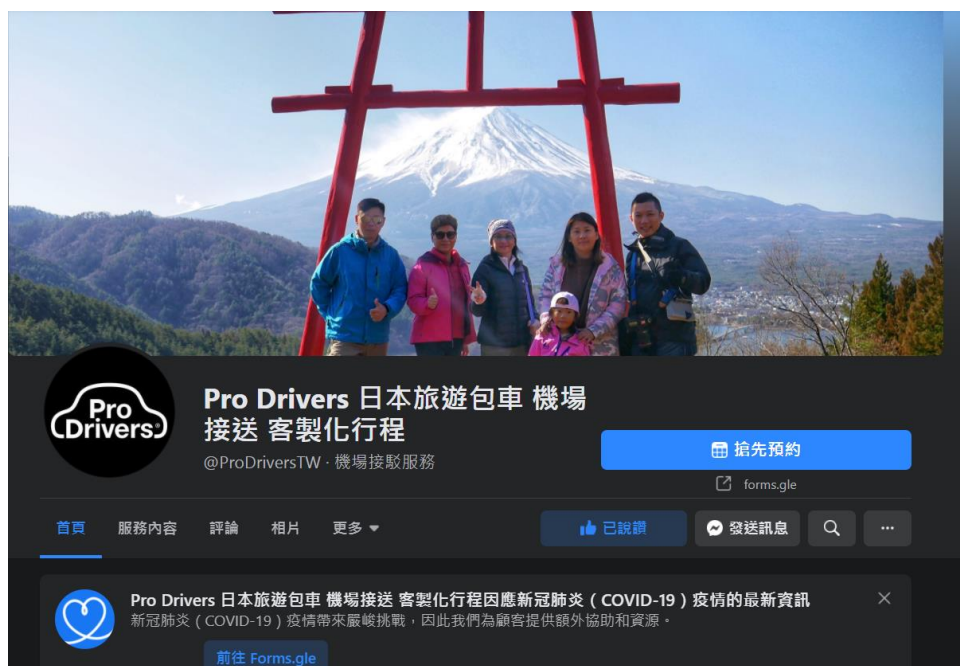 Pro
Drivers®
Pro Drivers 日本旅遊包車 機場
接送 客製化行程
@ProDriversTW · 機場接駁服務
搶先預約
forms.gle
首頁
服務內容
評論
相片
更多
已說讚
發送訊息
Pro Drivers 日本旅遊包車 機場接送 客製化行程因應新冠肺炎 ( COVID-19 ) 疫情的最新資訊
新冠肺炎 ( COVID-19 ) 疫情帶來嚴峻挑戰，因此我們為顧客提供額外協助和資源。
前往 Forms.gle